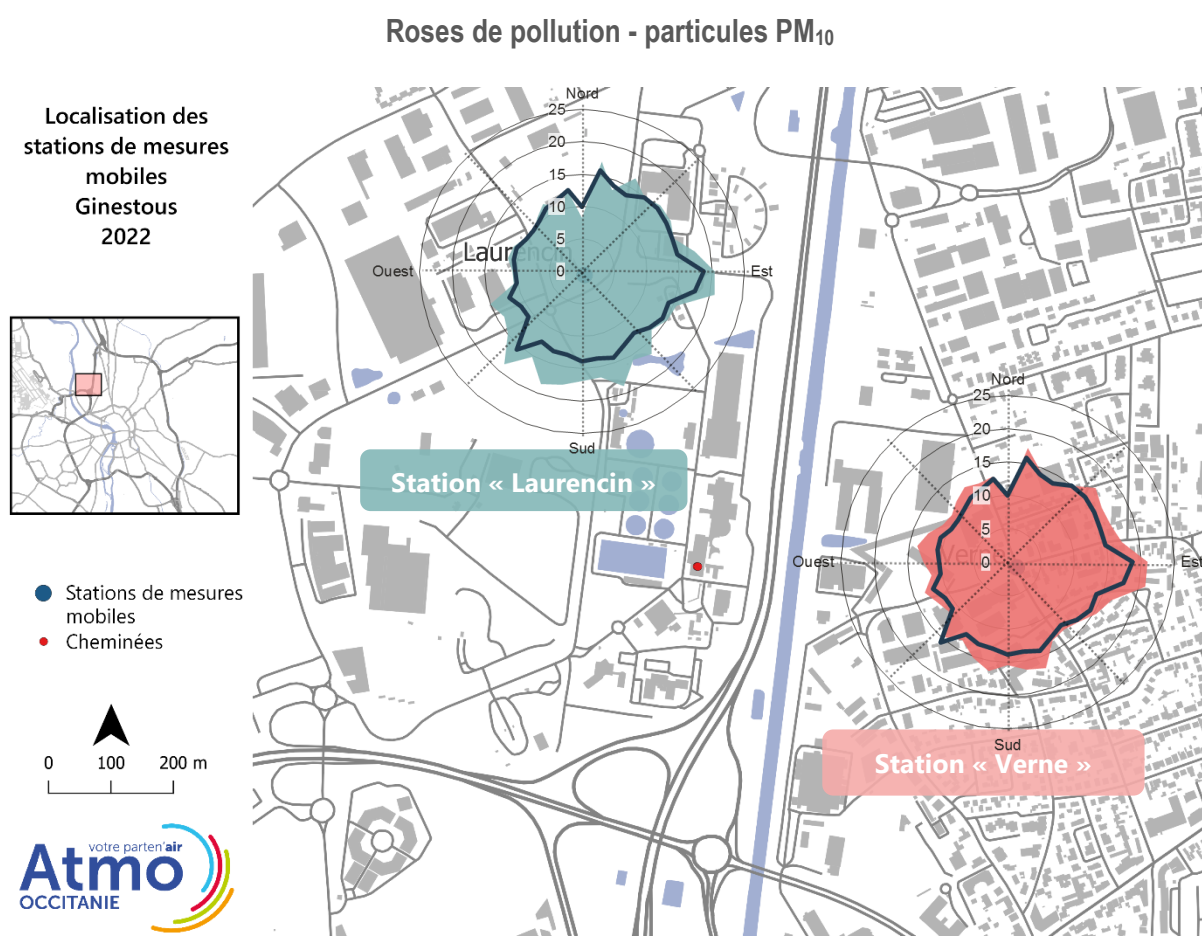 Roses de pollution - particules PM₁₀
Localisation des
stations de mesures
mobiles
Ginestous
2022
Stations de mesures
mobiles
Cheminées
0 100 200 m
votre parten'air
Atmo
OCCITANIE
Nord
25
20
15
10
5
0
Laurencin
Ouest
Est
Sud
Station « Laurencin »
Nord
25
20
15
10
5
0
Verne
Ouest
Est
Sud
Station « Verne »